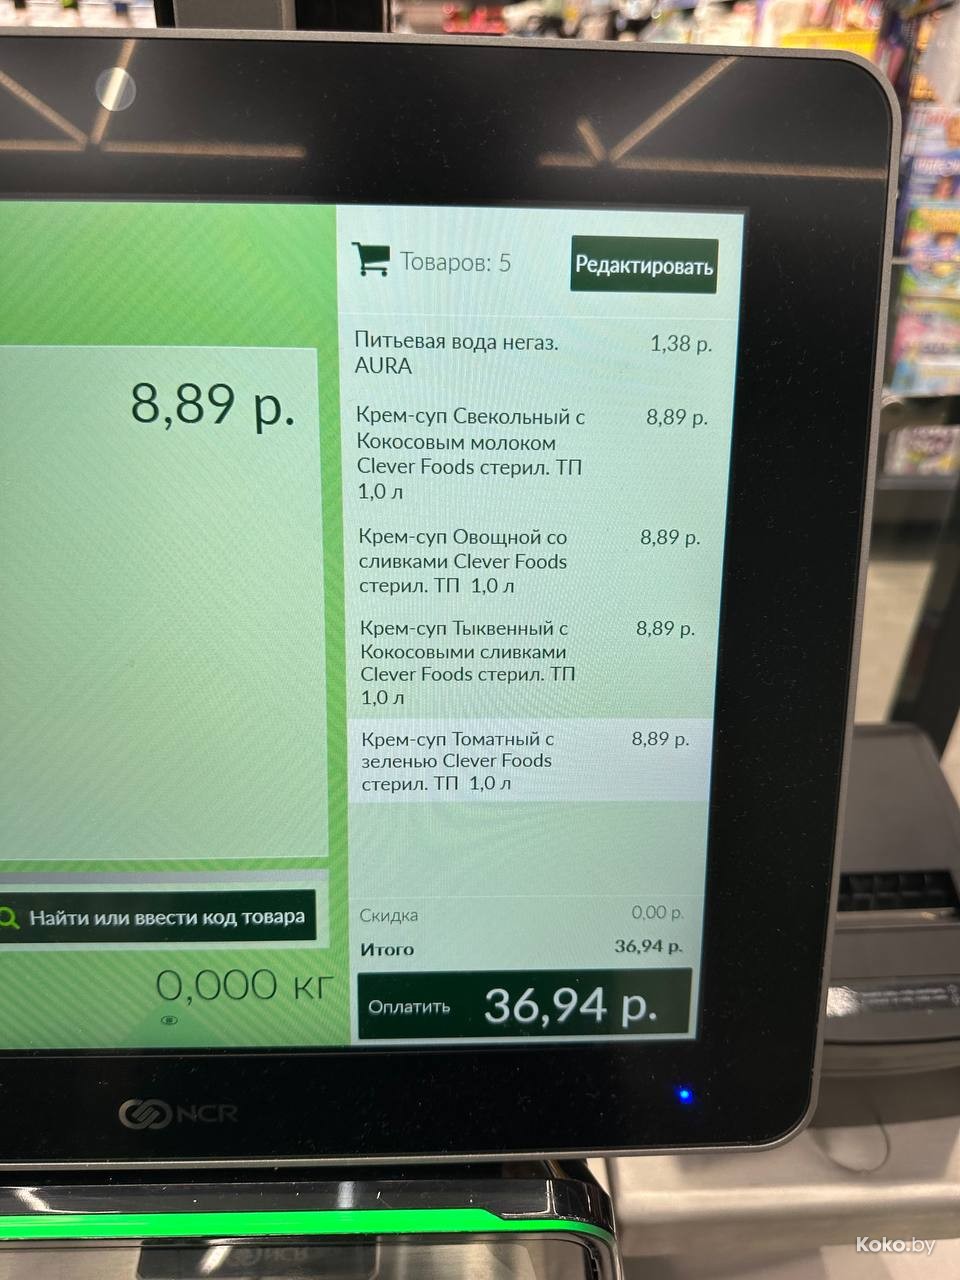 Товаров: 5
Редактировать
Питьевая вода негаз.
AURA
1,38 р.
8,89 р.
Крем-суп Свекольный с
Кокосовым молоком
Clever Foods стерил. ТП
1,0 л
8,89 р.
Крем-суп Овощной со
сливками Clever Foods
стерил. ТП 1,0 л
8,89 р.
Крем-суп Тыквенный с
Кокосовыми сливками
Clever Foods стерил. ТП
1,0 л
8,89 р.
Крем-суп Томатный с
зеленью Clever Foods
стерил. ТП 1,0 л
8,89 р.
Найти или ввести код товара
0,000 кг
Скидка 0,00 р.
Итого 36,94 р.
Оплатить 36,94 р.
NCR
Koko.by